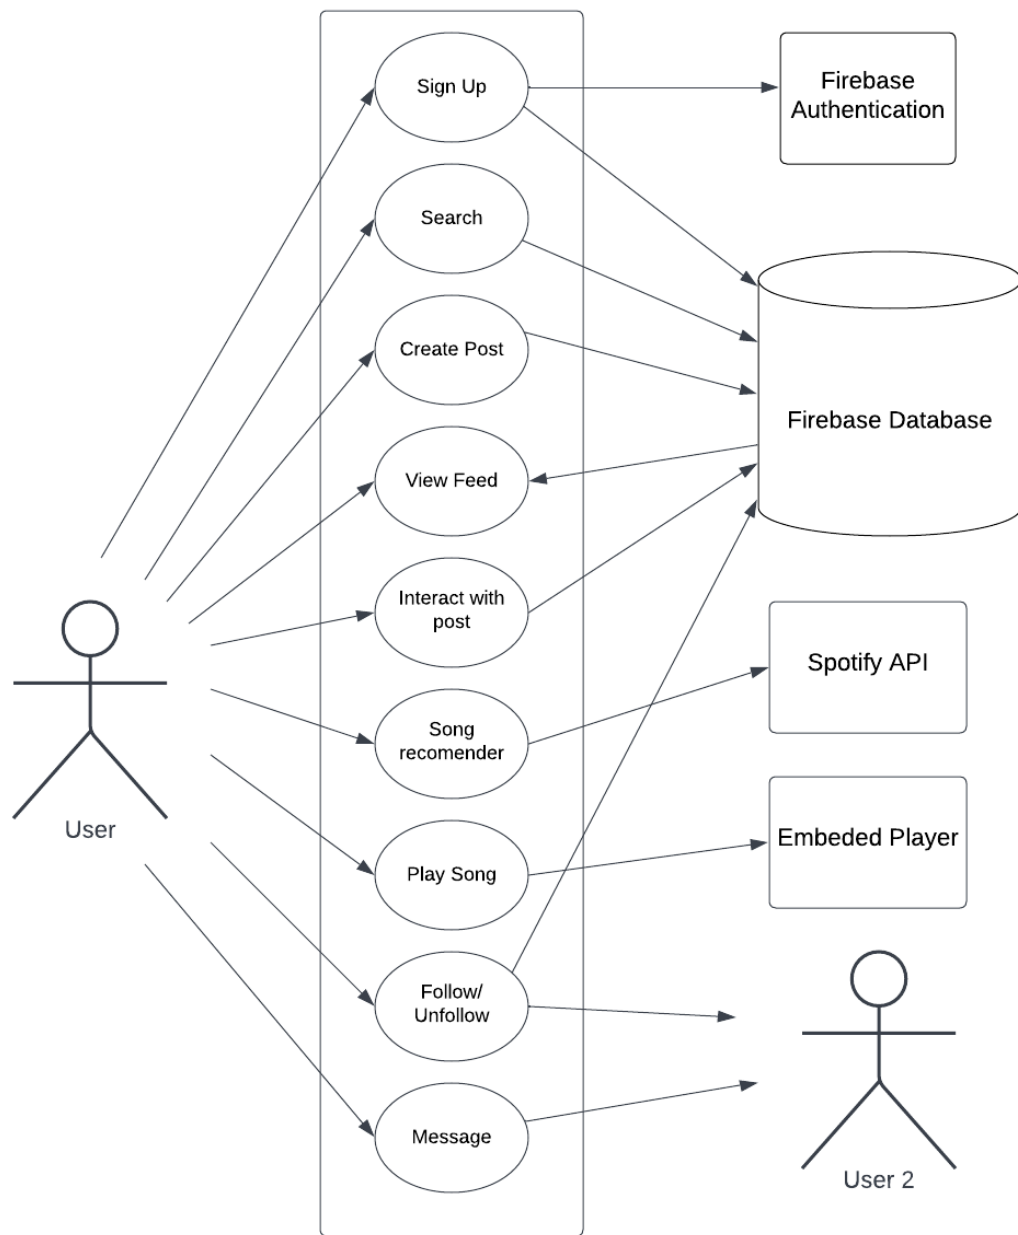 Sign Up
Firebase
Authentication
Search
Create Post
Firebase Database
View Feed
Interact with
post
Spotify API
Song
recomender
User
Embeded Player
Play Song
Follow/
Unfollow
Message
User 2